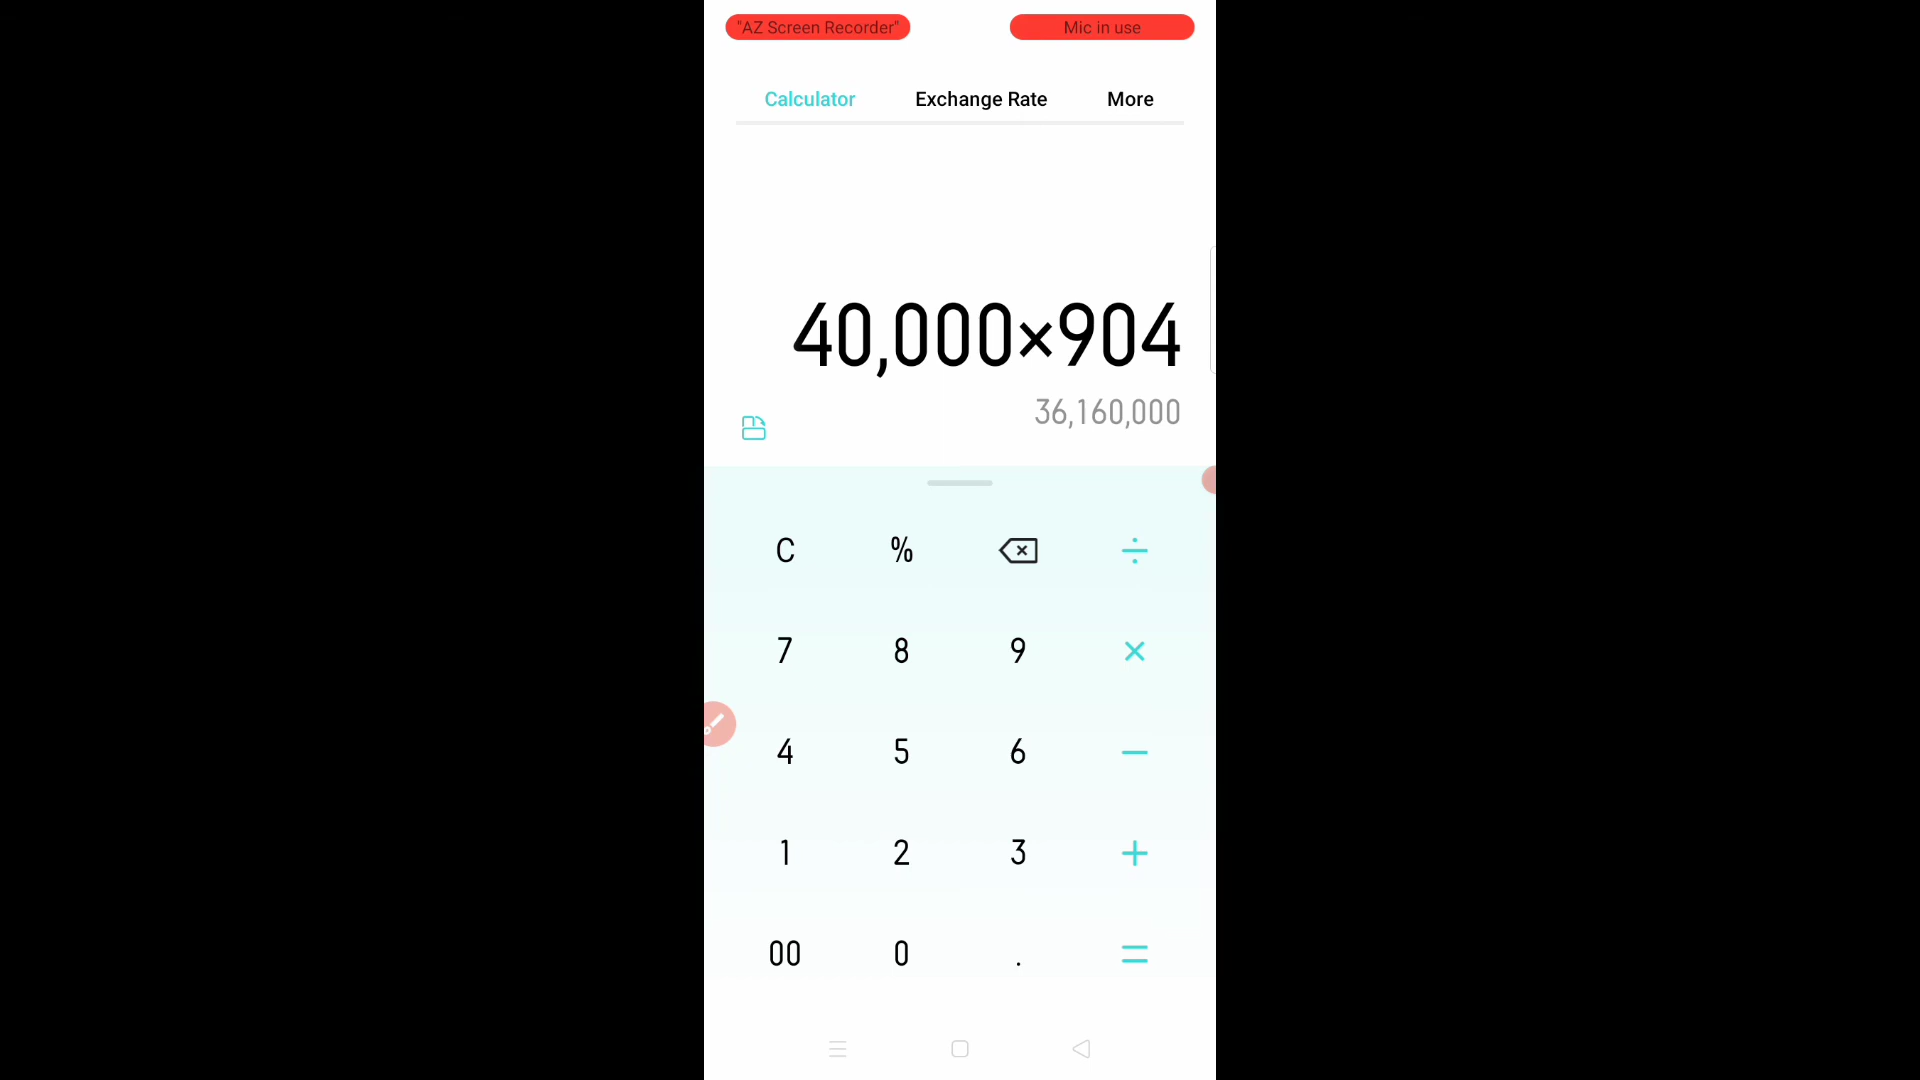 "AZ Screen Recorder" Mic in use
Calculator Exchange Rate More
40,000×904
36,160,000
C % ÷
7 8 9 ×
4 5 6 −
1 2 3 +
00 0 . =